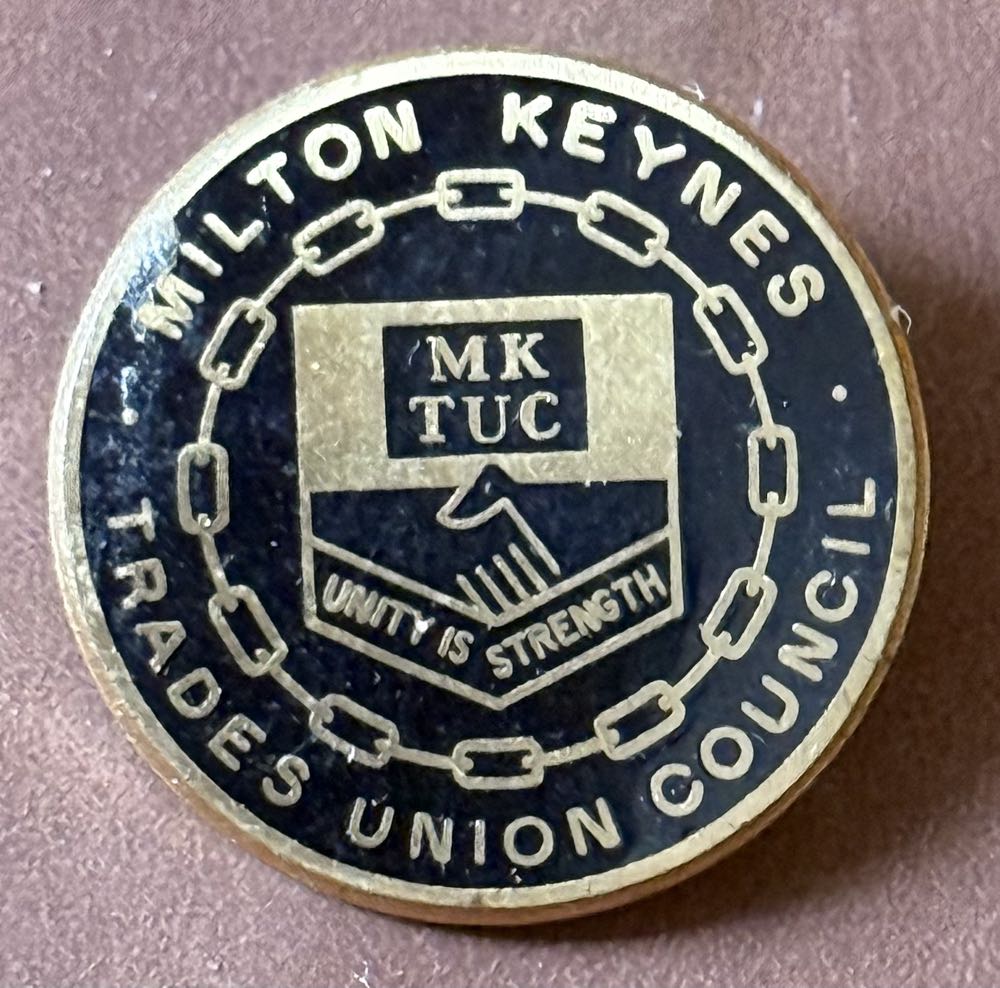 MILTON KEYNES
MK
TUC
UNITY IS STRENGTH
TRADES UNION COUNCIL